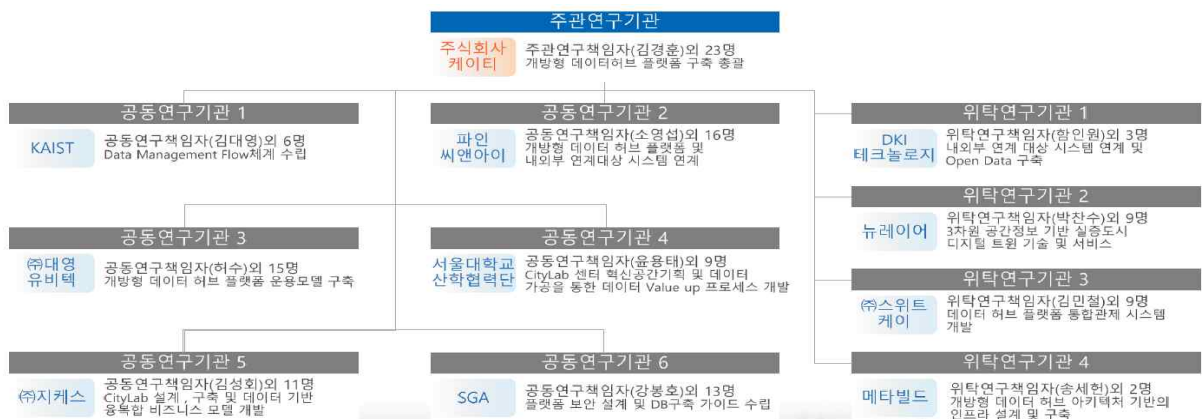 주관연구기관
주식회사
케이티
주관연구책임자(김경훈)외 23명
개방형 데이터허브 플랫폼 구축 총괄
공동연구기관 1
KAIST
공동연구책임자(김대영)외 6명
Data Management Flow체계 수립
공동연구기관 2
파인
씨앤아이
공동연구책임자(소영섭)외 16명
개방형 데이터 허브 플랫폼 및
내외부 연계대상 시스템 연계
위탁연구기관 1
DKI
테크놀로지
위탁연구책임자(함인원)외 3명
내외부 연계 대상 시스템 연계 및
Open Data 구축
위탁연구기관 2
뉴레이어
위탁연구책임자(박찬수)외 9명
3차원 공간정보 기반 실증도시
디지털 트윈 기술 및 서비스
공동연구기관 3
㈜대영
유비텍
공동연구책임자(허수)외 15명
개방형 데이터 허브 플랫폼 운용모델 구축
공동연구기관 4
서울대학교
산학협력단
공동연구책임자(윤용태)외 9명
CityLab 센터 혁신공간기획 및 데이터
가공을 통한 데이터 Value up 프로세스 개발
위탁연구기관 3
㈜스위트
케이
위탁연구책임자(김민철)외 9명
데이터 허브 플랫폼 통합관제 시스템
개발
공동연구기관 5
㈜지케스
공동연구책임자(김성회)외 11명
CityLab 설계, 구축 및 데이터 기반
융복합 비즈니스 모델 개발
공동연구기관 6
SGA
공동연구책임자(강봉호)외 13명
플랫폼 보안 설계 및 DB구축 가이드 수립
위탁연구기관 4
메타빌드
위탁연구책임자(송세헌)외 2명
개방형 데이터 허브 아키텍처 기반의
인프라 설계 및 구축